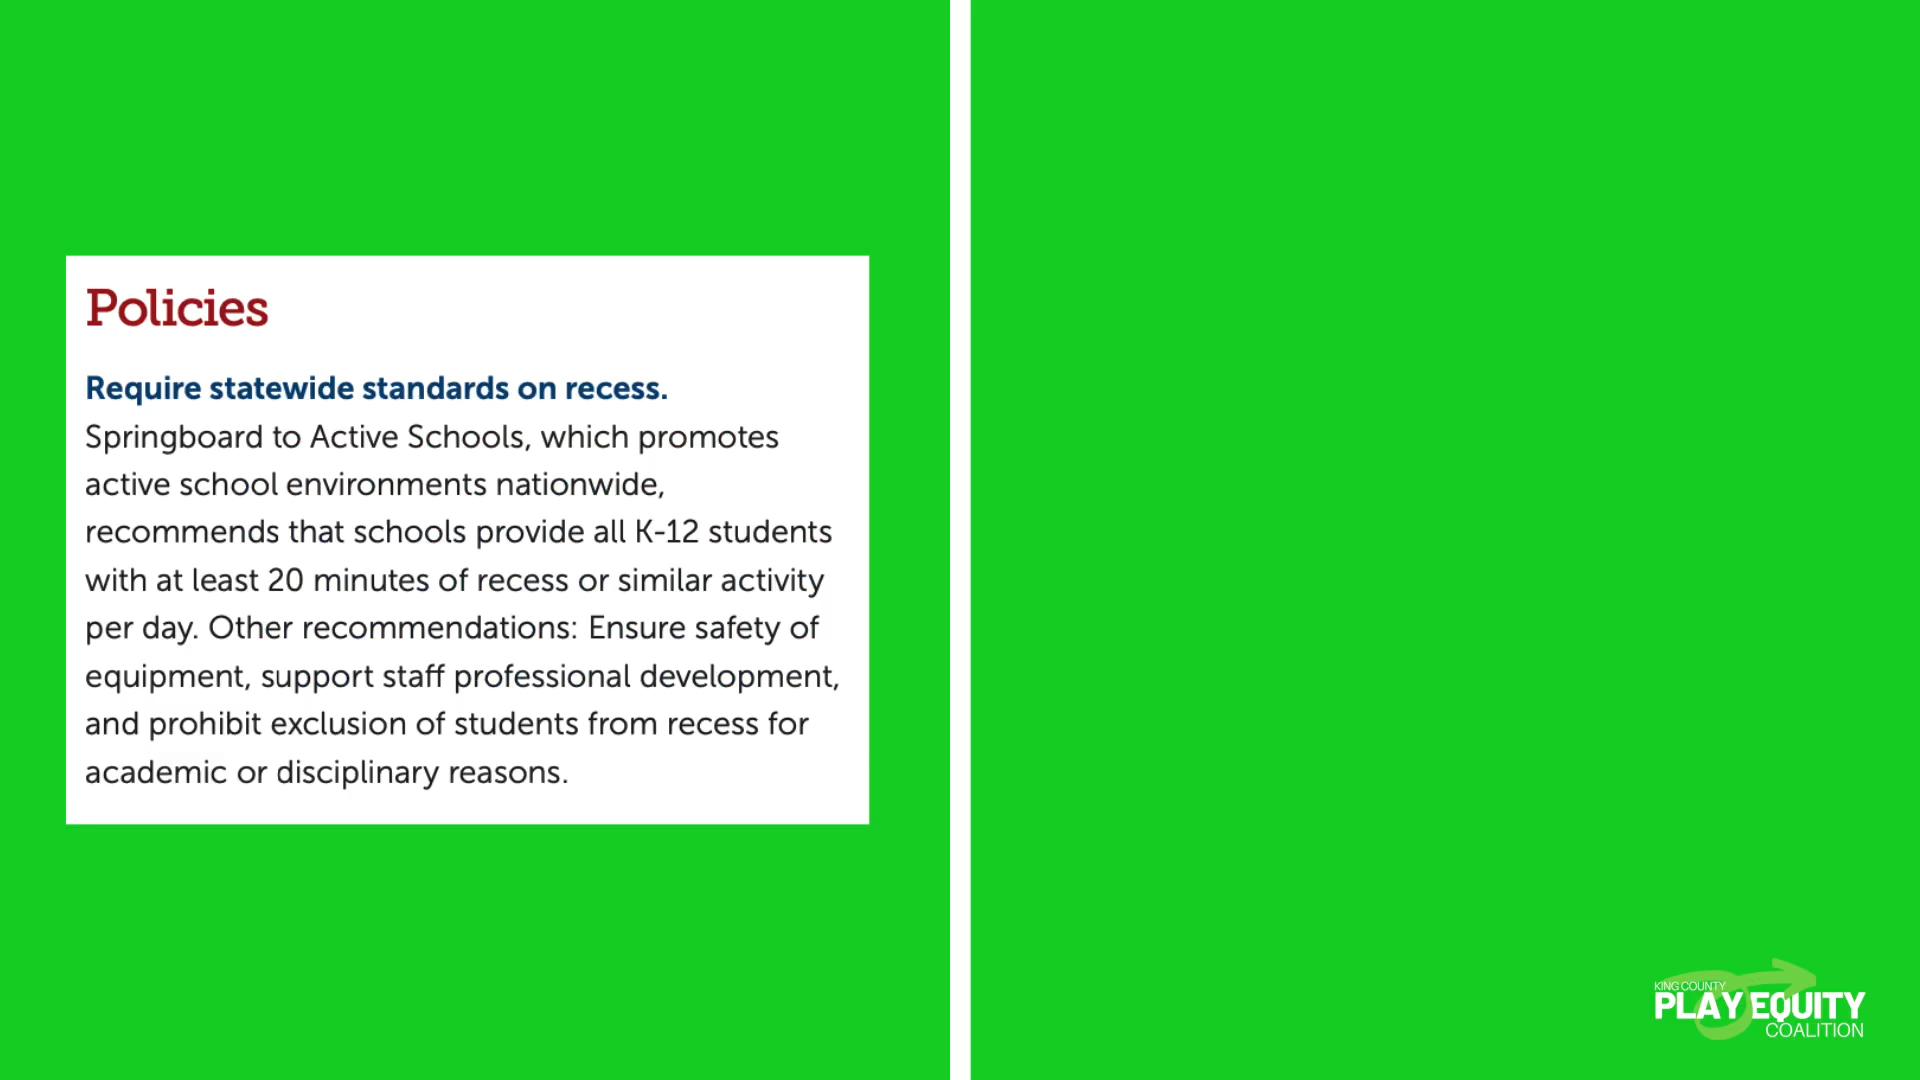 Policies
Require statewide standards on recess.
Springboard to Active Schools, which promotes
active school environments nationwide,
recommends that schools provide all K-12 students
with at least 20 minutes of recess or similar activity
per day. Other recommendations: Ensure safety of
equipment, support staff professional development,
and prohibit exclusion of students from recess for
academic or disciplinary reasons.
KING COUNTY
PLAY EQUITY
COALITION